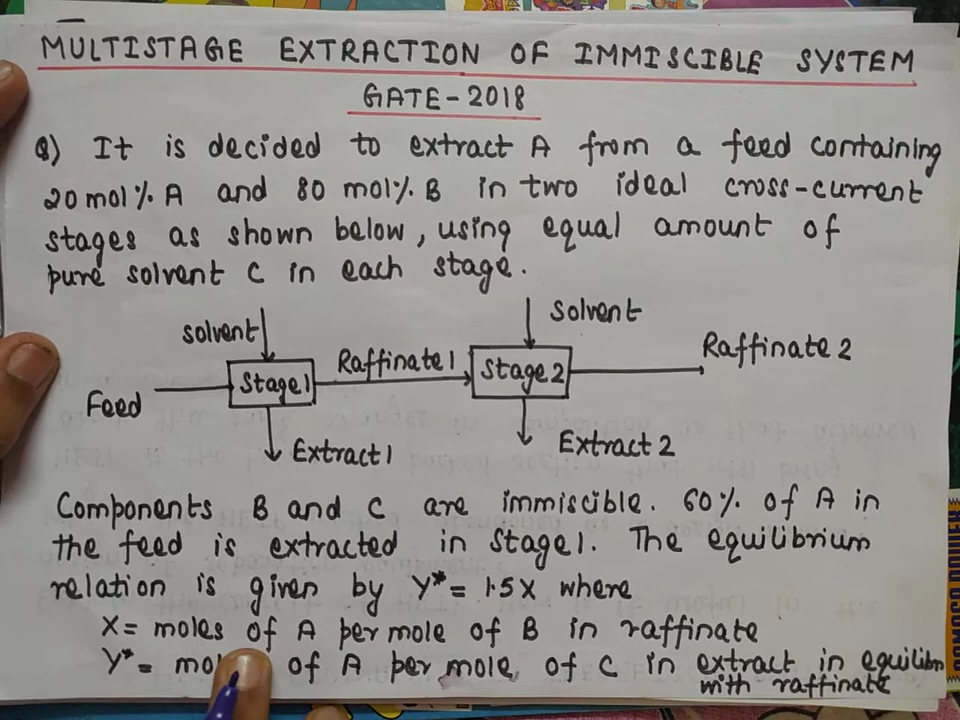 MULTISTAGE EXTRACTION OF IMMISCIBLE SYSTEM
GATE-2018
Q) It is decided to extract A from a feed containing
20 mol% A and 80 mol% B in two ideal cross-current
stages as shown below, using equal amount of
pure solvent C in each stage.
solvent
solvent
Raffinate 1
Raffinate 2
Feed
Stage 1
Stage 2
Extract 1
Extract 2
Components B and C are immiscible. 60% of A in
the feed is extracted in stage 1. The equilibrium
relation is given by Y* = 1.5X where
X = moles of A per mole of B in raffinate
Y* = of A per mole of C in extract in
with raffinate